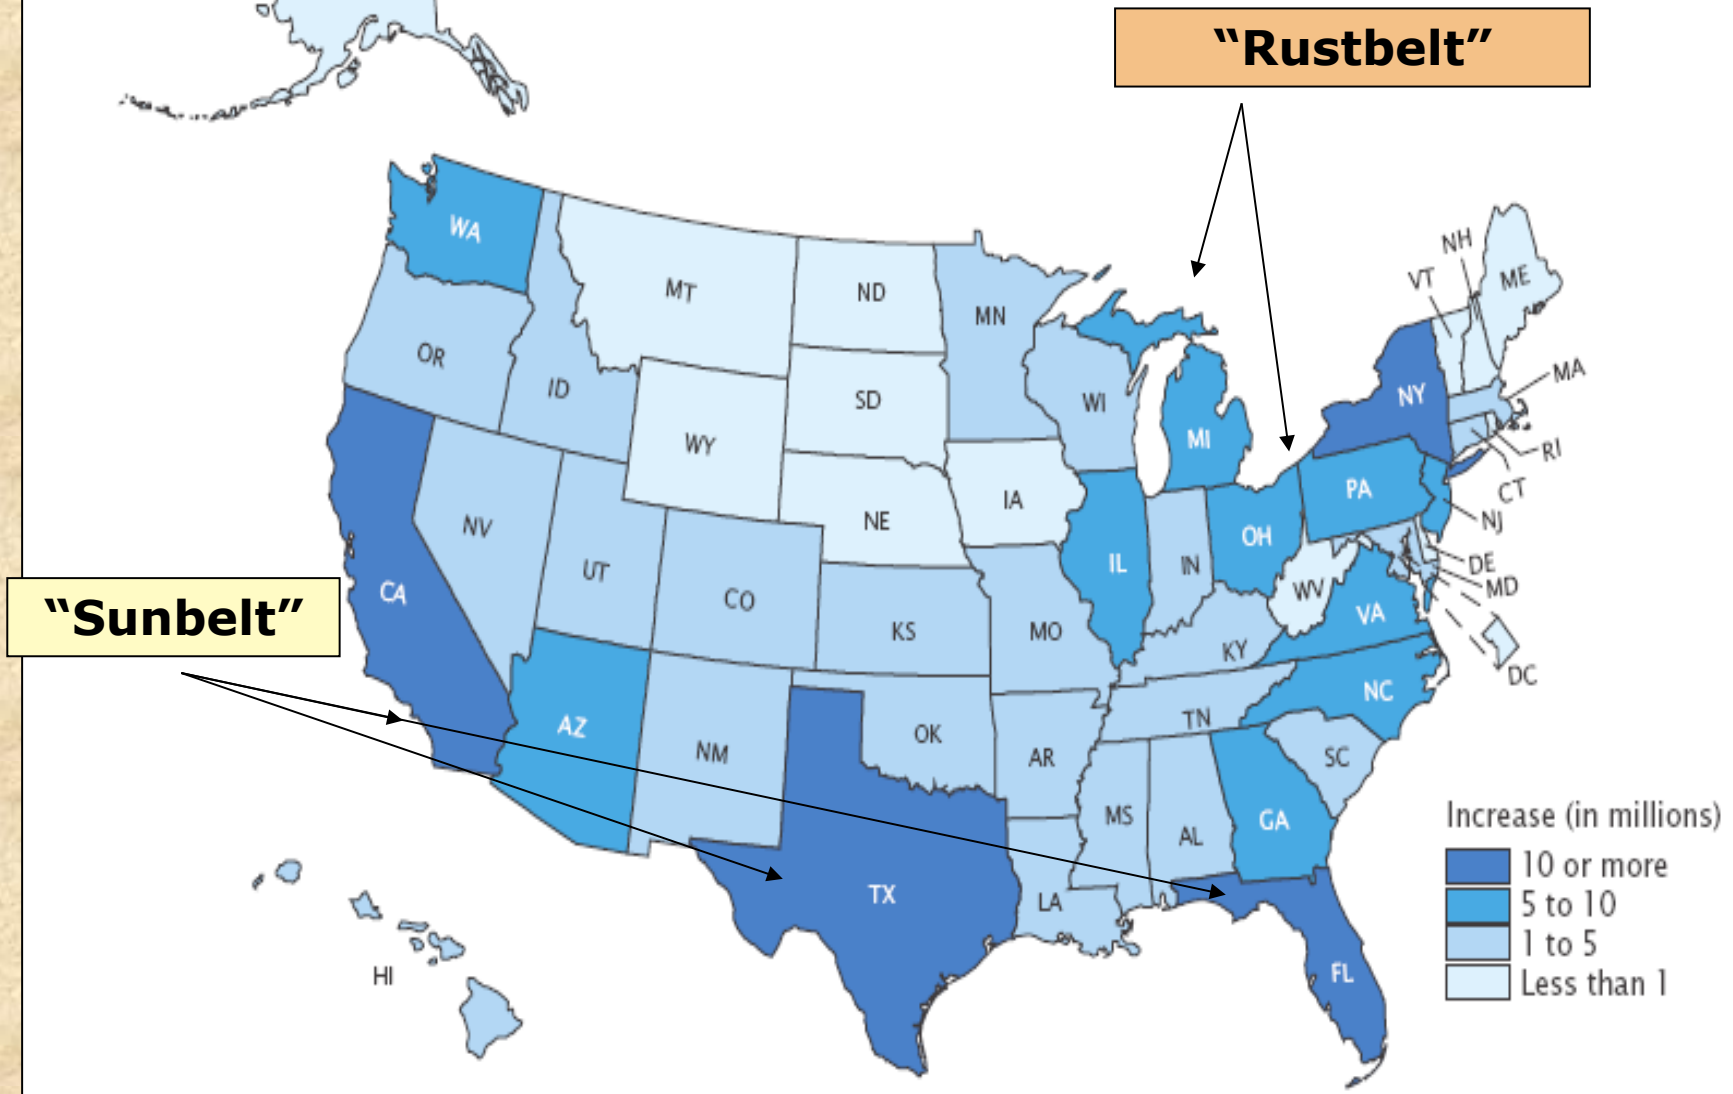 “Rustbelt”
“Sunbelt”
WA
MT
ND
MN
NH
VT
ME
OR
ID
SD
WI
MI
NY
MA
WY
NE
IA
PA
RI
CT
NJ
NV
UT
CO
KS
MO
IL
IN
OH
WV
VA
DE
MD
DC
CA
KY
NC
TN
AZ
NM
OK
AR
SC
MS
AL
GA
TX
LA
FL
HI
Increase (in millions)
10 or more
5 to 10
1 to 5
Less than 1